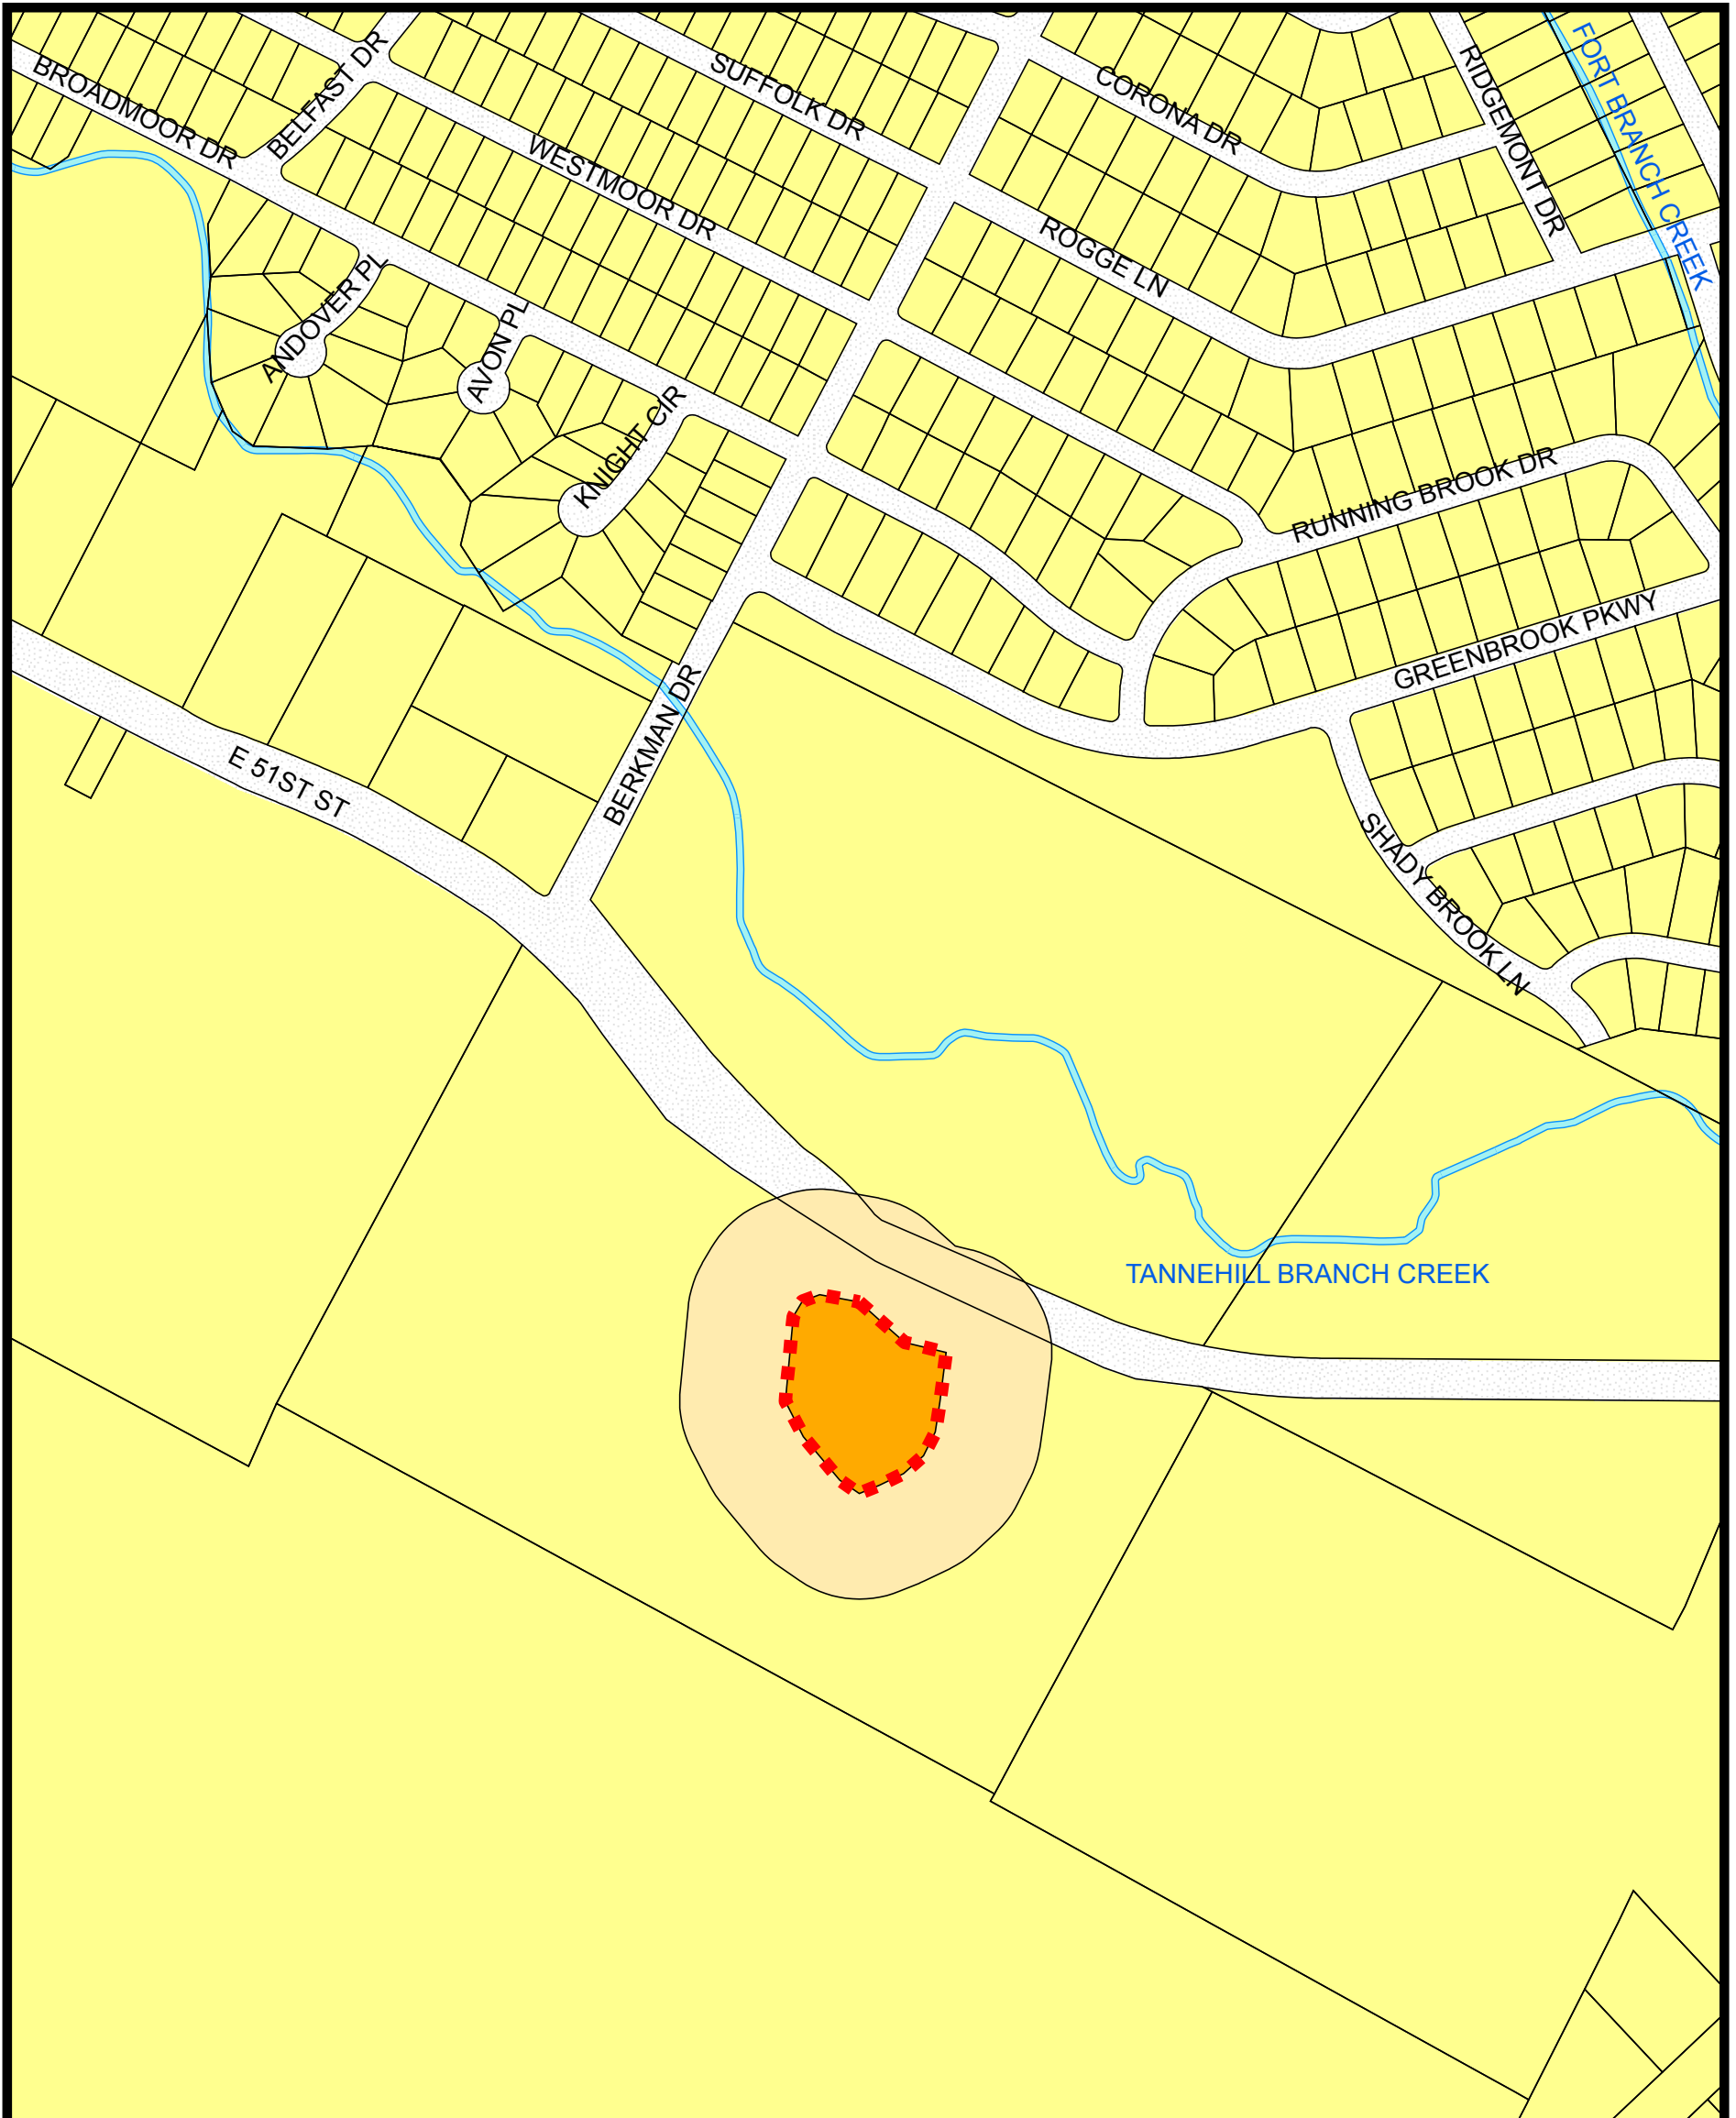 BROADMOOR DR
BELFAST DR
SUFFOLK DR
CORONA DR
RIDGEMONT DR
FORT BRANCH CREEK
WESTMOOR DR
ROGGE LN
ANDOVER PL
AVON PL
KNIGHT CIR
RUNNING BROOK DR
GREENBROOK PKWY
BERKMAN DR
E 51ST ST
SHADY BROOK LN
TANNEHILL BRANCH CREEK